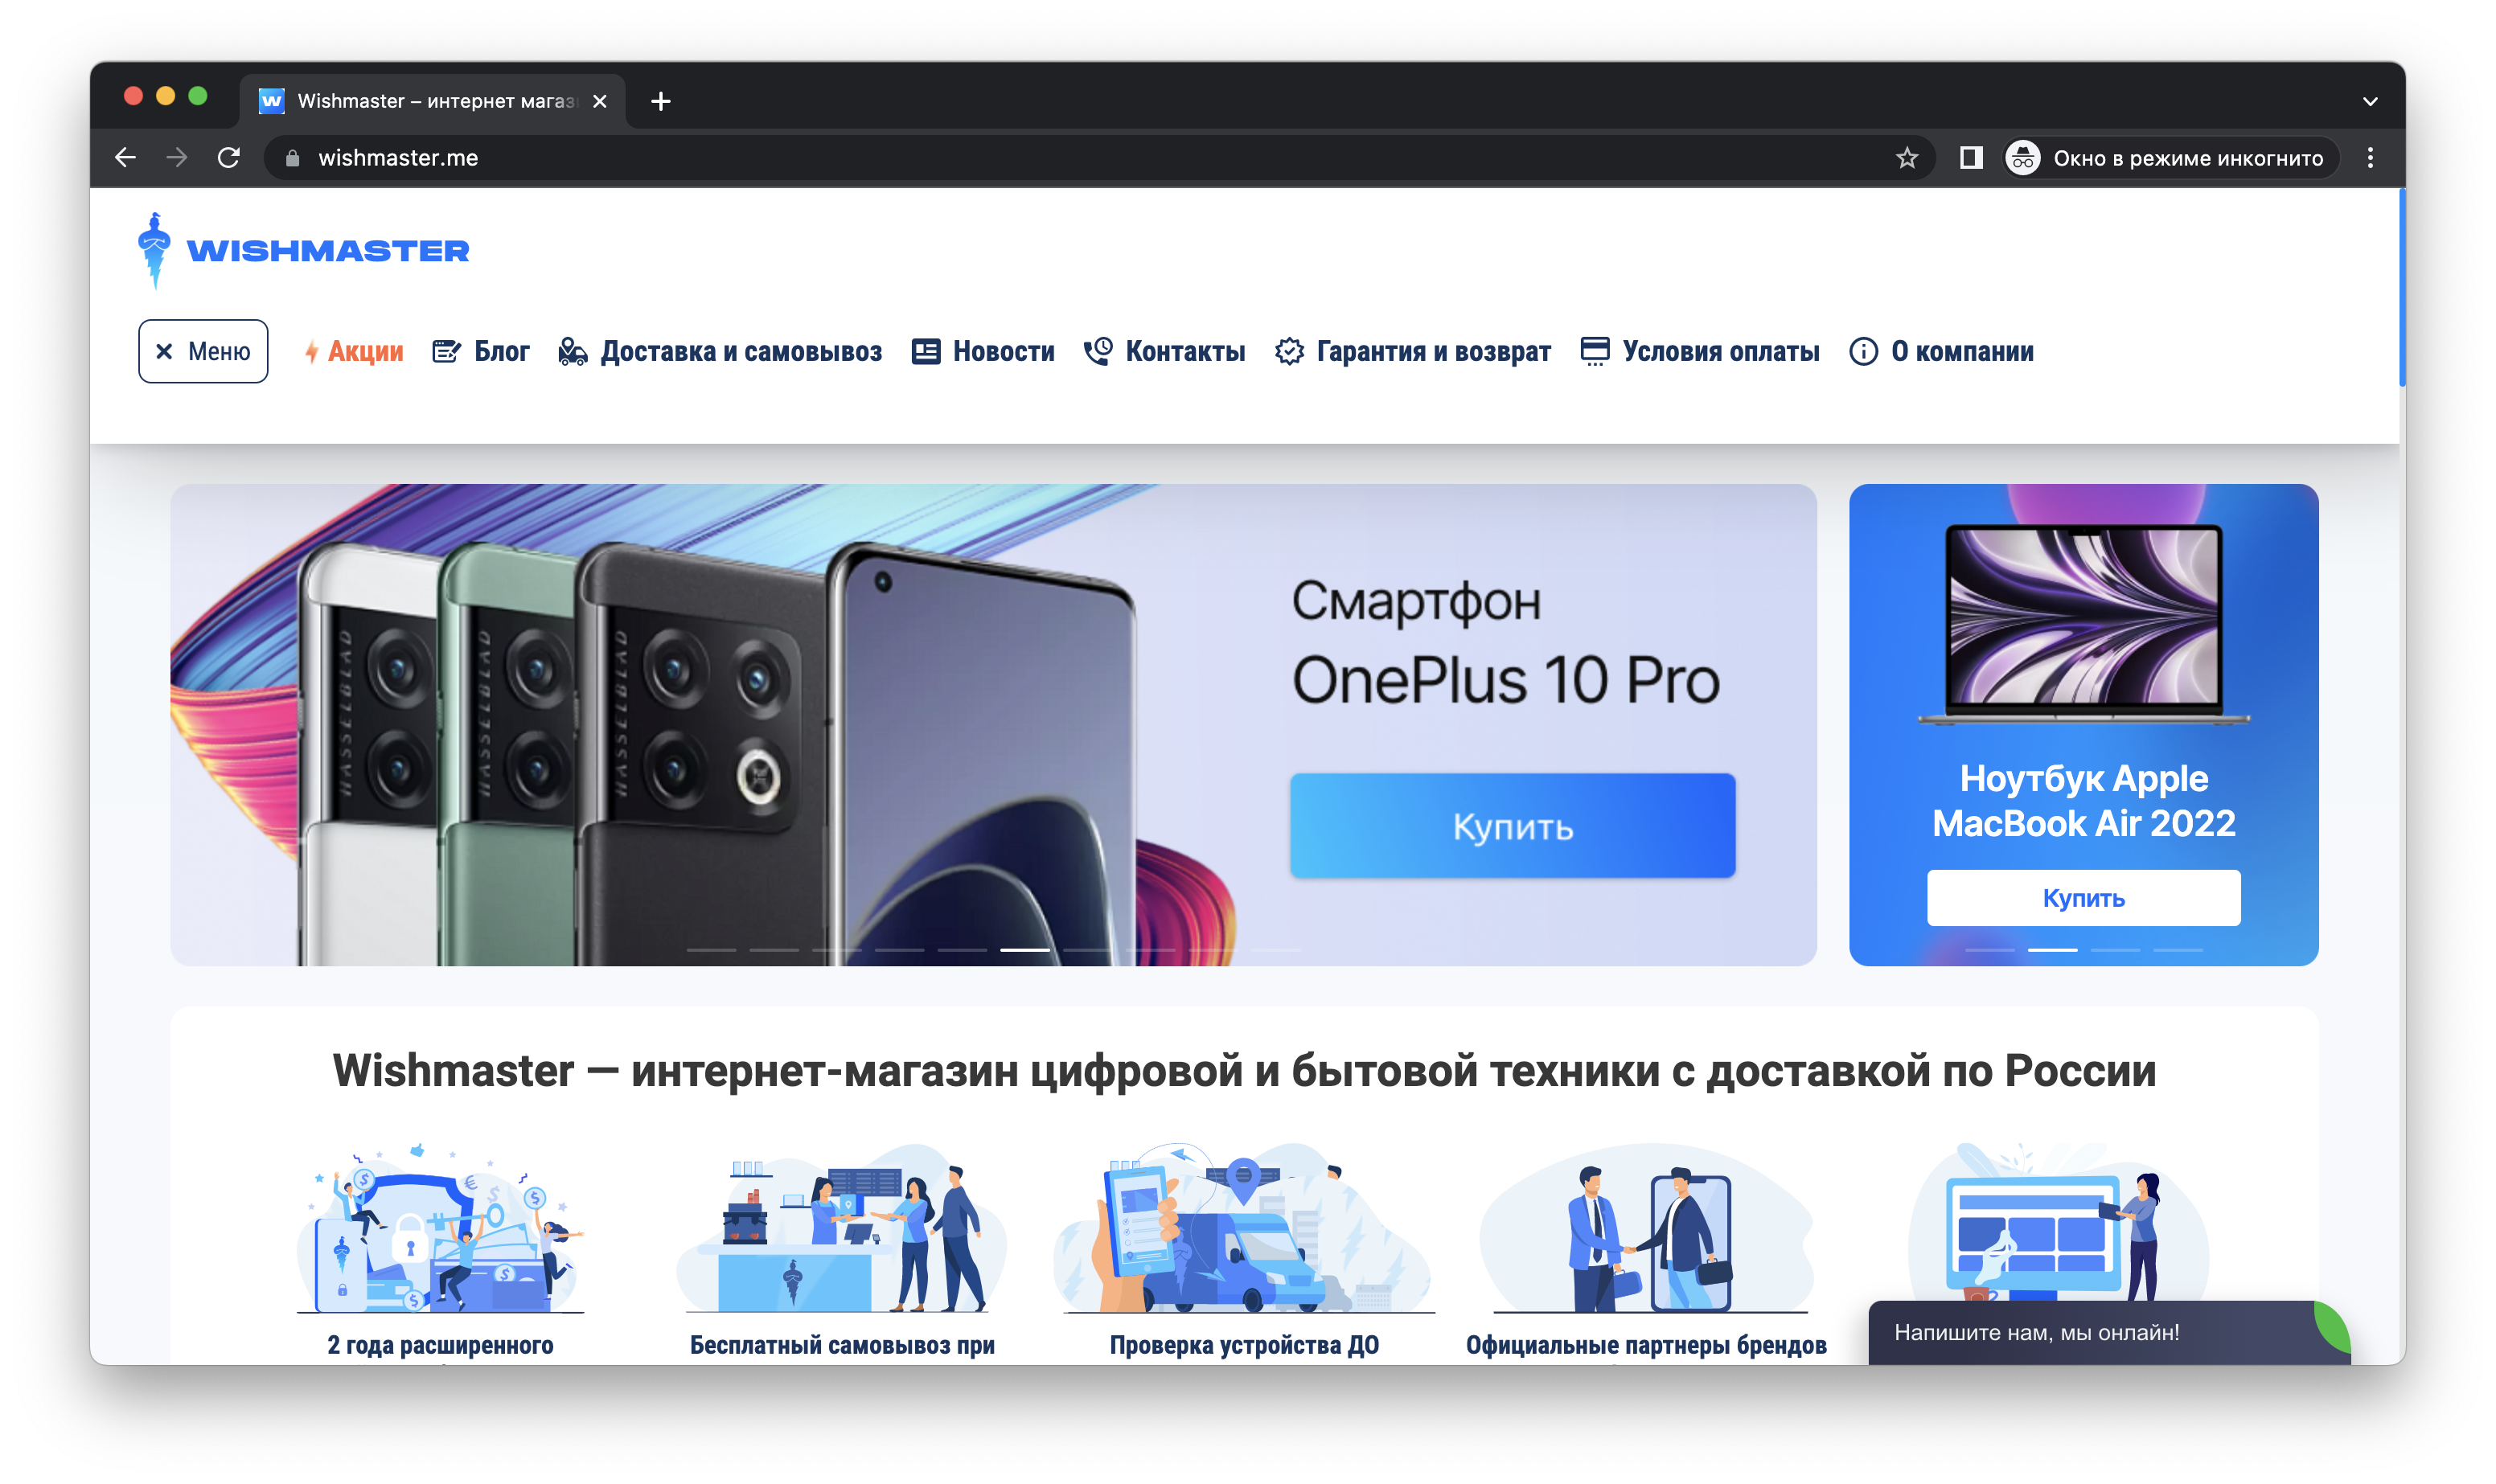 Wishmaster – интернет магаз
wishmaster.me
Окно в режиме инкогнито
WISHMASTER
Меню
Акции
Блог
Доставка и самовывоз
Новости
Контакты
Гарантия и возврат
Условия оплаты
О компании
HASSELBLAD
HASSELBLAD
HASSELBLAD
Смартфон
OnePlus 10 Pro
Купить
Ноутбук Apple
MacBook Air 2022
Купить
Wishmaster — интернет-магазин цифровой и бытовой техники с доставкой по России
2 года расширенного
Бесплатный самовывоз при
Проверка устройства ДО
Официальные партнеры брендов
Напишите нам, мы онлайн!